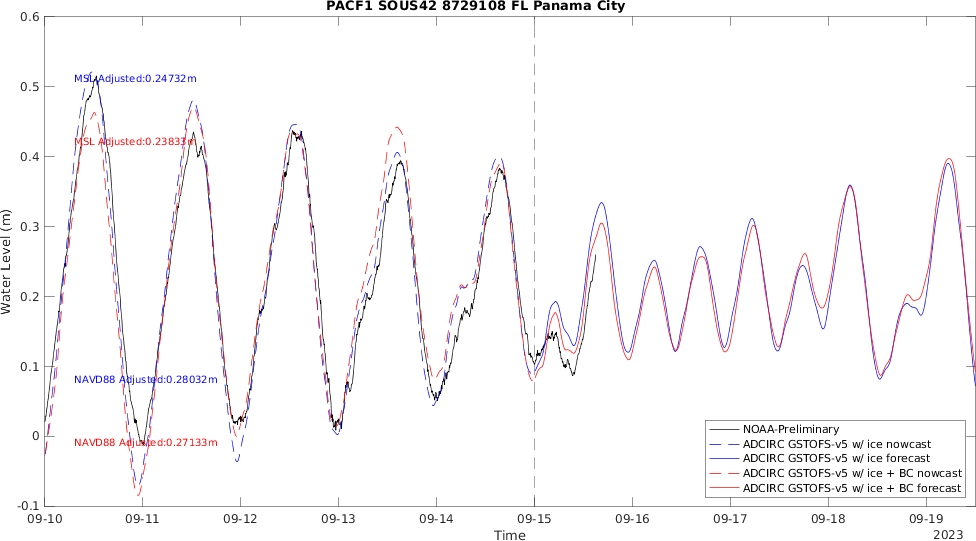 PACF1 SOUS42 8729108 FL Panama City
0.6
0.5
0.4
0.3
0.2
0.1
0
-0.1
Water Level (m)
MSL Adjusted:0.24732m
MSL Adjusted:0.23833m
NAVD88 Adjusted:0.28032m
NAVD88 Adjusted:0.27133m
NOAA-Preliminary
ADCIRC GSTOFS-v5 w/ ice nowcast
ADCIRC GSTOFS-v5 w/ ice forecast
ADCIRC GSTOFS-v5 w/ ice + BC nowcast
ADCIRC GSTOFS-v5 w/ ice + BC forecast
09-10 09-11 09-12 09-13 09-14 09-15 09-16 09-17 09-18 09-19
Time
2023